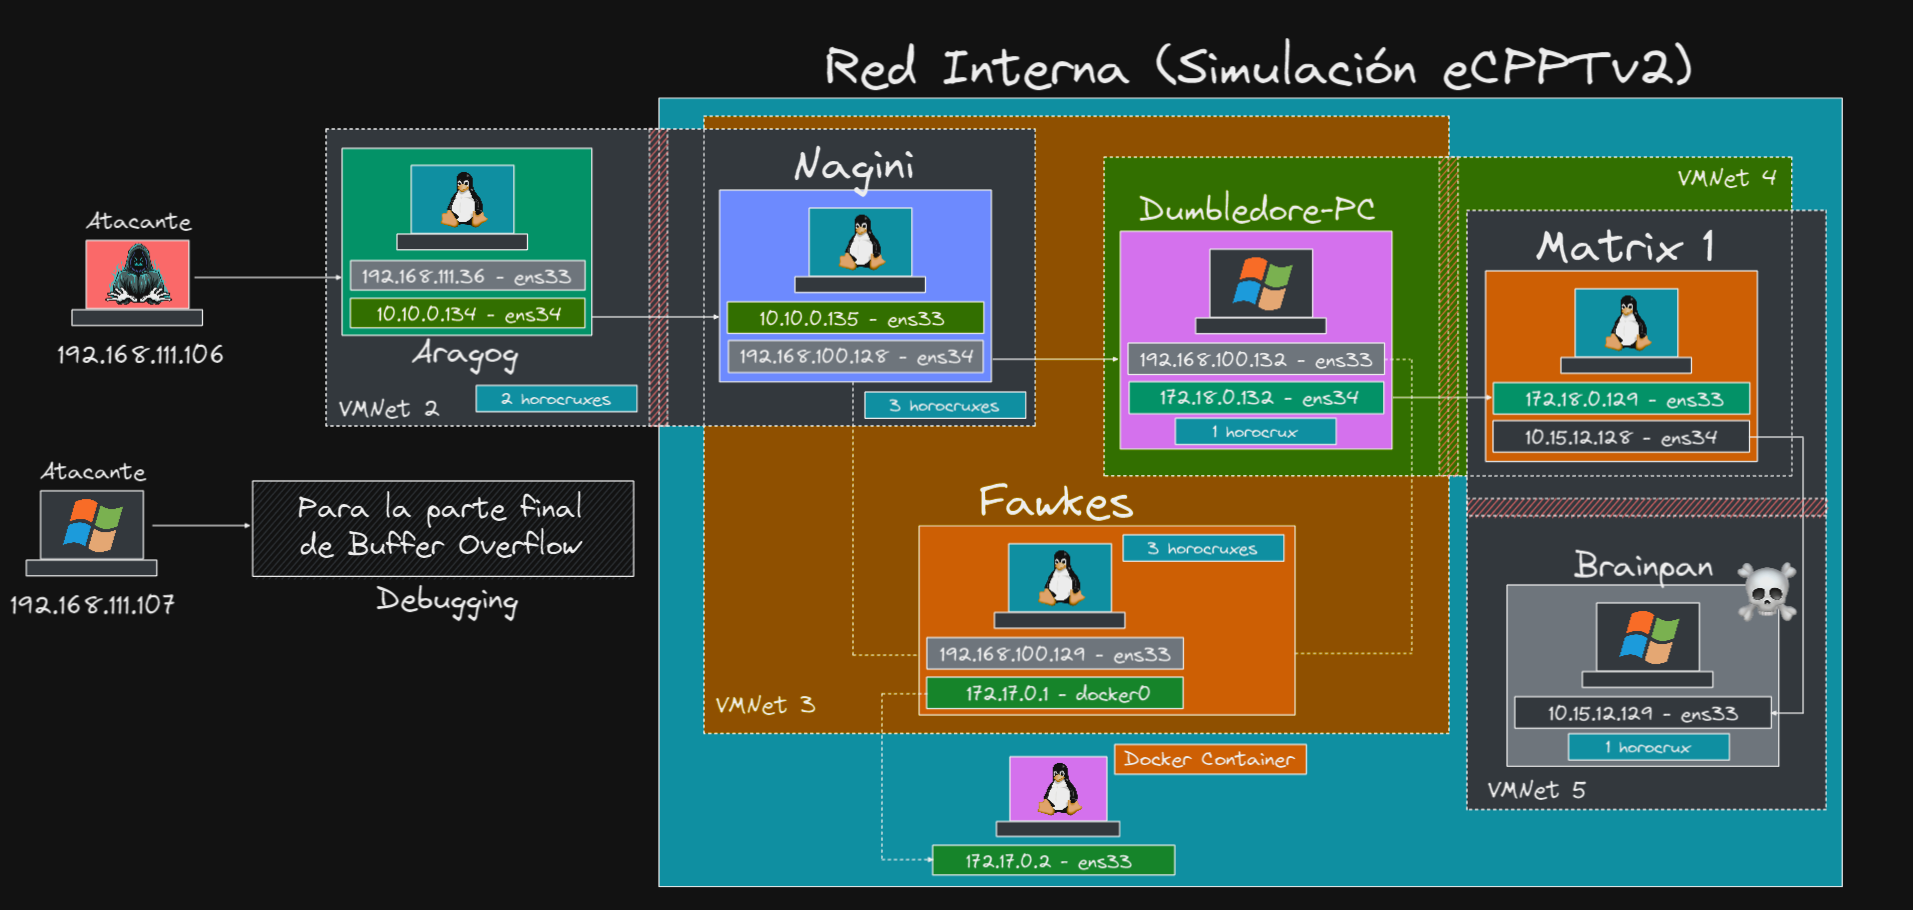 Red Interna (Simulación eCPPTv2)
Atacante
192.168.111.106
192.168.111.36 - ens33
10.10.0.134 - ens34
Aragog
VMNet 2
2 horocruxes
Nagini
10.10.0.135 - ens33
192.168.100.128 - ens34
3 horocruxes
Dumbledore-PC
192.168.100.132 - ens33
172.18.0.132 - ens34
1 horocrux
VMNet 4
Matrix 1
172.18.0.129 - ens33
10.15.12.128 - ens34
Atacante
192.168.111.107
Para la parte final
de Buffer Overflow
Debugging
Fawkes
3 horocruxes
192.168.100.129 - ens33
172.17.0.1 - docker0
VMNet 3
Docker Container
172.17.0.2 - ens33
Brainpan
10.15.12.129 - ens33
1 horocrux
VMNet 5